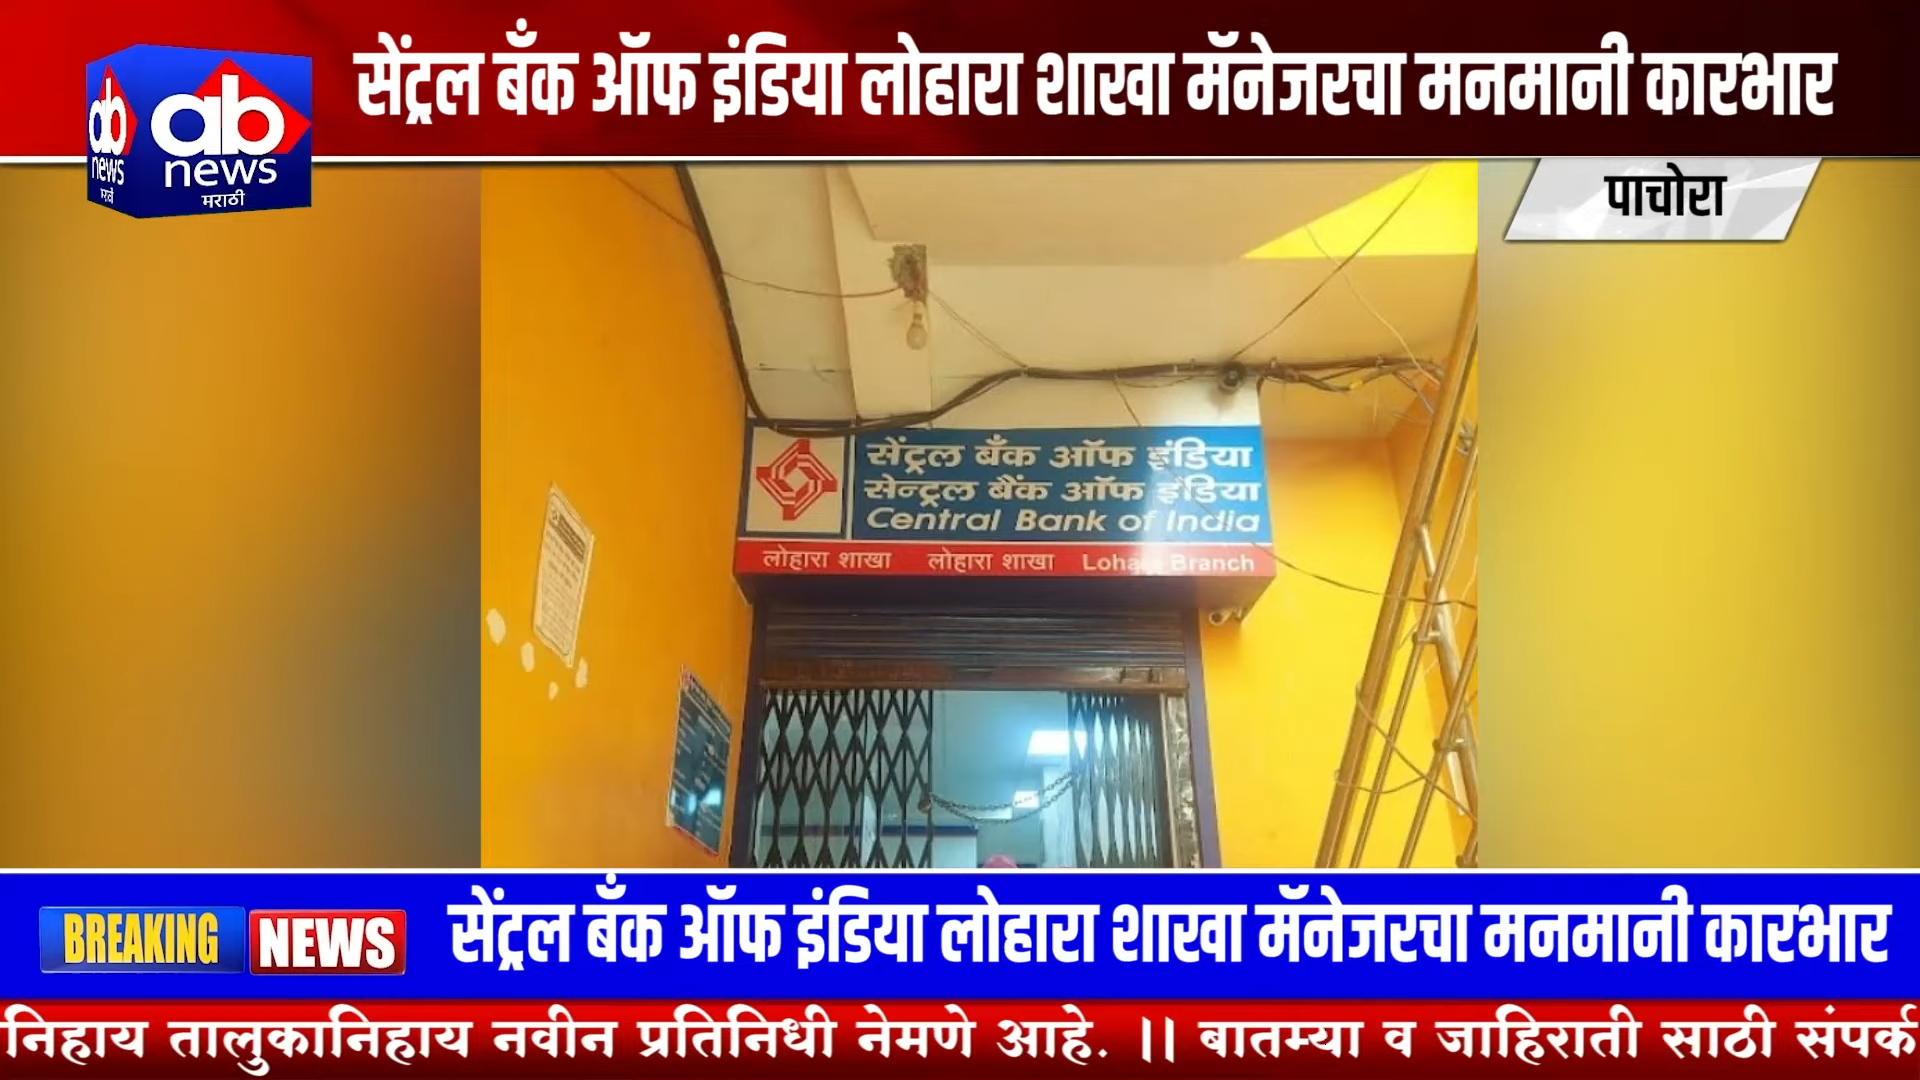 सेंट्रल बँक ऑफ इंडिया लोहारा शाखा मॅनेजरचा मनमानी कारभार
ab
news
ab
news
मराठी
पाचोरा
सेंट्रल बँक ऑफ इंडिया
सेन्ट्रल बैंक ऑफ इंडिया
Central Bank of India
लोहारा शाखा लोहारा शाखा Branch
BREAKING NEWS सेंट्रल बँक ऑफ इंडिया लोहारा शाखा मॅनेजरचा मनमानी कारभार
निहाय तालुकानिहाय नवीन प्रतिनिधी नेमणे आहे. || बातम्या व जाहिराती साठी संपर्क